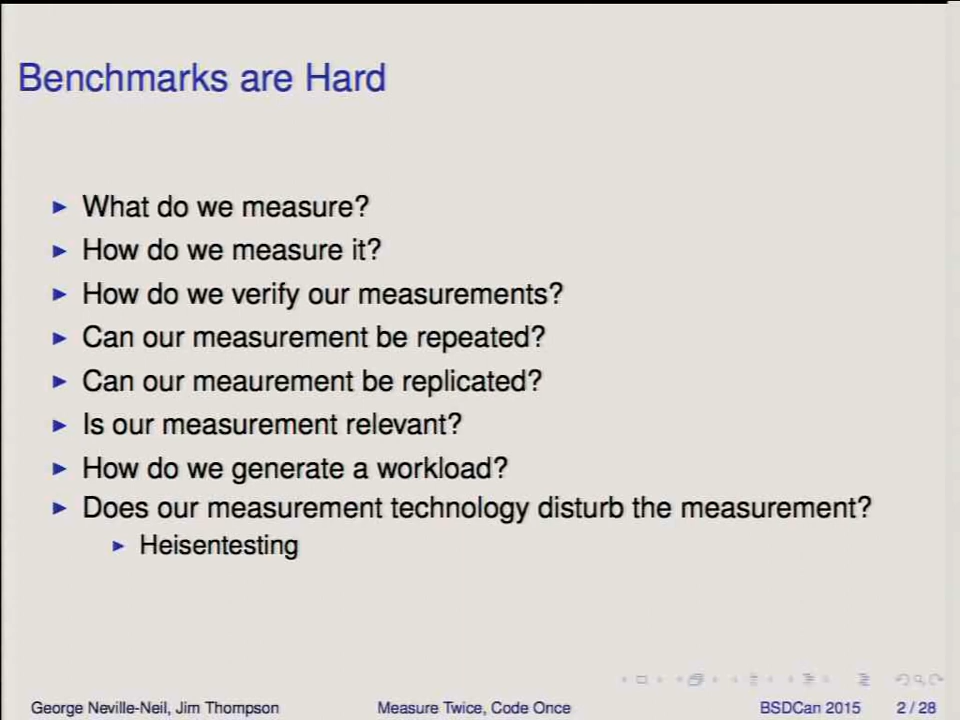 Benchmarks are Hard
What do we measure?
How do we measure it?
How do we verify our measurements?
Can our measurement be repeated?
Can our meaurement be replicated?
Is our measurement relevant?
How do we generate a workload?
Does our measurement technology disturb the measurement?
Heisentesting
George Neville-Neil, Jim Thompson Measure Twice, Code Once BSDCan 2015 2 / 28